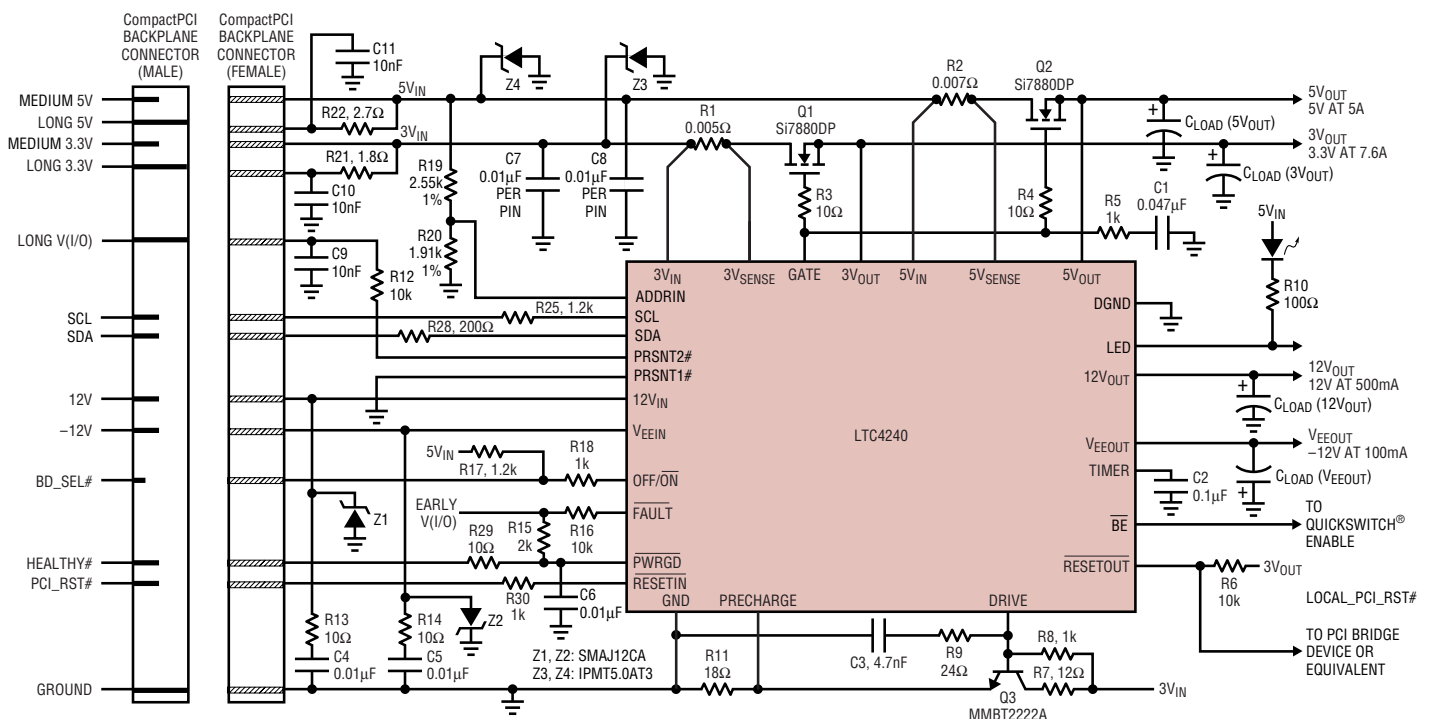 CompactPCI
BACKPLANE
CONNECTOR
(MALE)
CompactPCI
BACKPLANE
CONNECTOR
(FEMALE)
C11
10nF
Z4
Z3
R2
0.007Ω
Q2
Si7880DP
MEDIUM 5V
LONG 5V
MEDIUM 3.3V
LONG 3.3V
5VIN
R22, 2.7Ω
3VIN
R21, 1.8Ω
C10
10nF
R19
2.55k
1%
C7
0.01µF
PER
PIN
C8
0.01µF
PER
PIN
R1
0.005Ω
Q1
Si7880DP
R3
10Ω
R4
10Ω
R5
1k
C1
0.047µF
+
CLOAD (5VOUT)
+
CLOAD (3VOUT)
5VOUT
5V AT 5A
3VOUT
3.3V AT 7.6A
5VIN
R10
100Ω
LONG V(I/O)
C9
10nF
R12
10k
R20
1.91k
1%
3VIN
3VSENSE
GATE
3VOUT
5VIN
5VSENSE
5VOUT
SCL
SDA
R25, 1.2k
R28, 200Ω
ADDRIN
SCL
SDA
PRSNT2#
PRSNT1#
12VIN
VEEIN
OFF/ON
FAULT
PWRGD
RESETIN
GND
PRECHARGE
DRIVE
LTC4240
DGND
LED
12VOUT
VEEOUT
TIMER
BE
RESETOUT
12VOUT
12V AT 500mA
+
CLOAD (12VOUT)
VEEOUT
–12V AT 100mA
CLOAD (VEEOUT)
+
C2
0.1µF
TO
QUICKSWITCH®
ENABLE
R6
10k
3VOUT
LOCAL_PCI_RST#
TO PCI BRIDGE
DEVICE OR
EQUIVALENT
12V
–12V
BD_SEL#
HEALTHY#
PCI_RST#
GROUND
5VIN
R17, 1.2k
R18
1k
EARLY
V(I/O)
R15
2k
R16
10k
R29
10Ω
R30
1k
C6
0.01µF
Z1
Z2
R13
10Ω
C4
0.01µF
R14
10Ω
C5
0.01µF
Z1, Z2: SMAJ12CA
Z3, Z4: IPMT5.0AT3
R11
18Ω
C3, 4.7nF
R9
24Ω
R8, 1k
R7, 12Ω
Q3
MMBT2222A
3VIN